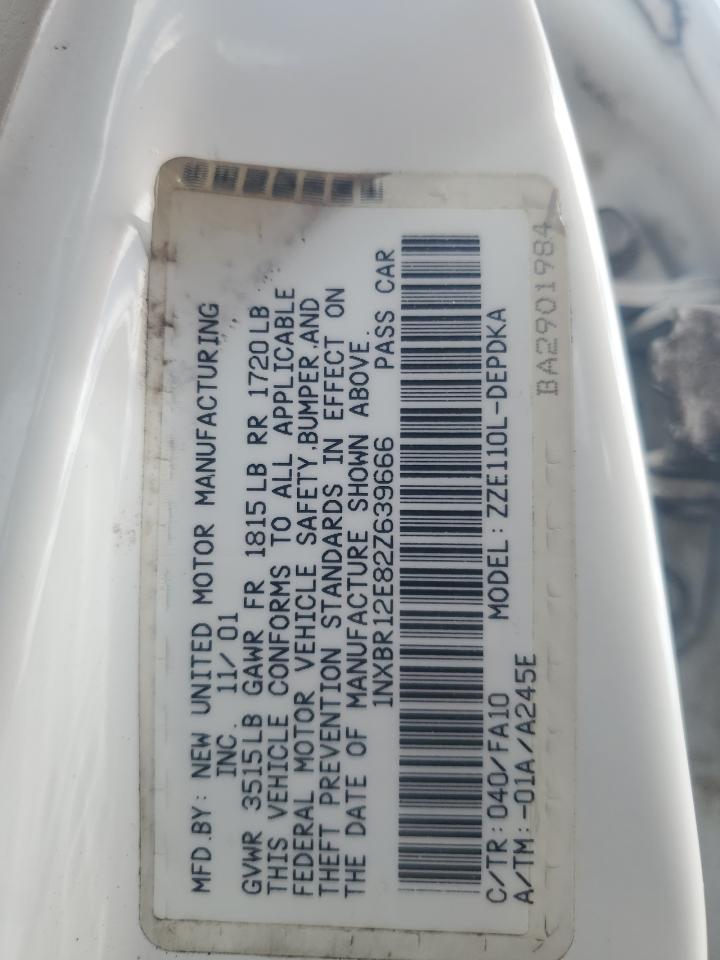 MFD.BY: NEW UNITED MOTOR MANUFACTURING
INC. 11/01
GVWR 3515LB GAWR FR 1815LB RR 1720LB
THIS VEHICLE CONFORMS TO ALL APPLICABLE
FEDERAL MOTOR VEHICLE SAFETY,BUMPER,AND
THEFT PREVENTION STANDARDS IN EFFECT ON
THE DATE OF MANUFACTURE SHOWN ABOVE.
1NXBR12E82Z639666 PASS CAR
C/TR: 040/FA10 MODEL: ZZE110L-DEPDKA
A/TM: -01A/A245E
BA2901984